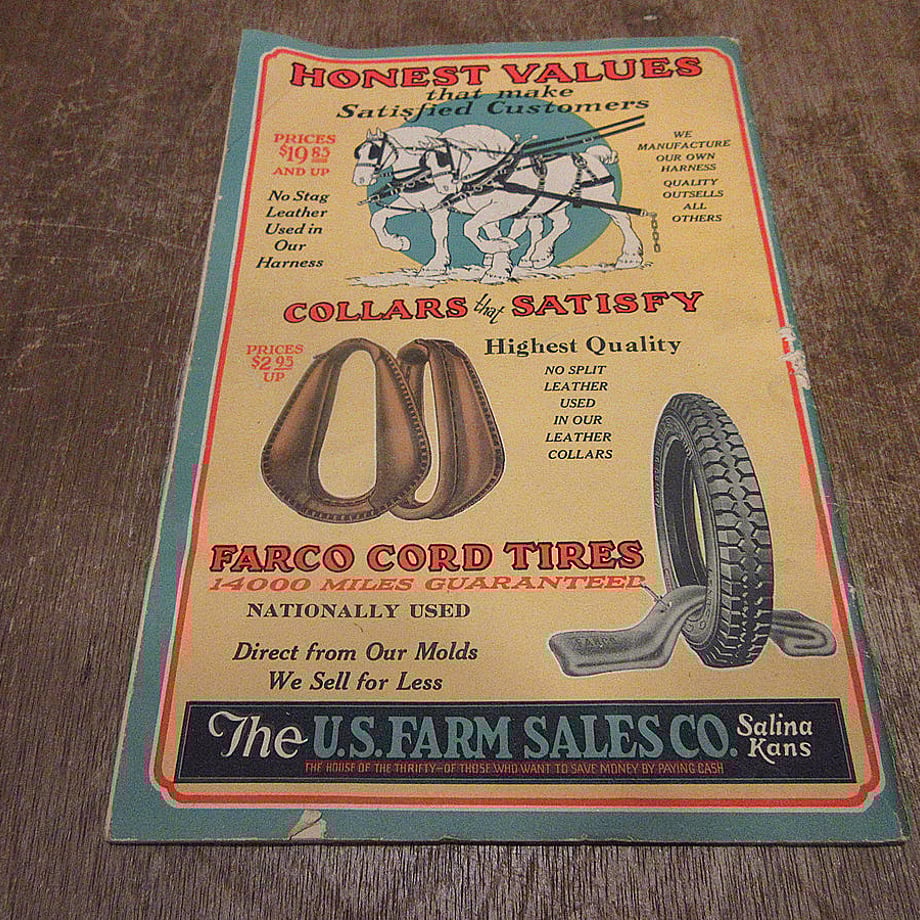 HONEST VALUES
that make
Satisfied Customers
PRICES
$19 85
AND UP
No Stag
Leather
Used in
Our
Harness
WE
MANUFACTURE
OUR OWN
HARNESS
QUALITY
OUTSELLS
ALL
OTHERS
COLLARS that SATISFY
PRICES
$2.95
UP
Highest Quality
NO SPLIT
LEATHER
USED
IN OUR
LEATHER
COLLARS
FARCO CORD TIRES
14000 MILES GUARANTEED
NATIONALLY USED
Direct from Our Molds
We Sell for Less
FARCO
The U.S. FARM SALES CO. Salina
Kans
THE HOUSE OF THE THRIFTY—OF THOSE WHO WANT TO SAVE MONEY BY PAYING CASH